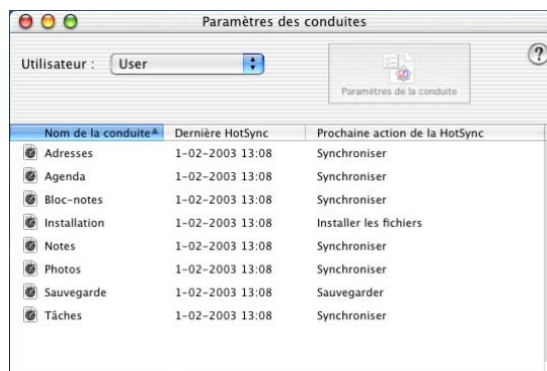 Paramètres des conduites
Utilisateur : User
?
Paramètres de la conduite
Nom de la conduite Dernière HotSync Prochaine action de la HotSync
Adresses 1-02-2003 13:08 Synchroniser
Agenda 1-02-2003 13:08 Synchroniser
Bloc-notes 1-02-2003 13:08 Synchroniser
Installation 1-02-2003 13:08 Installer les fichiers
Notes 1-02-2003 13:08 Synchroniser
Photos 1-02-2003 13:08 Synchroniser
Sauvegarde 1-02-2003 13:08 Sauvegarder
Tâches 1-02-2003 13:08 Synchroniser